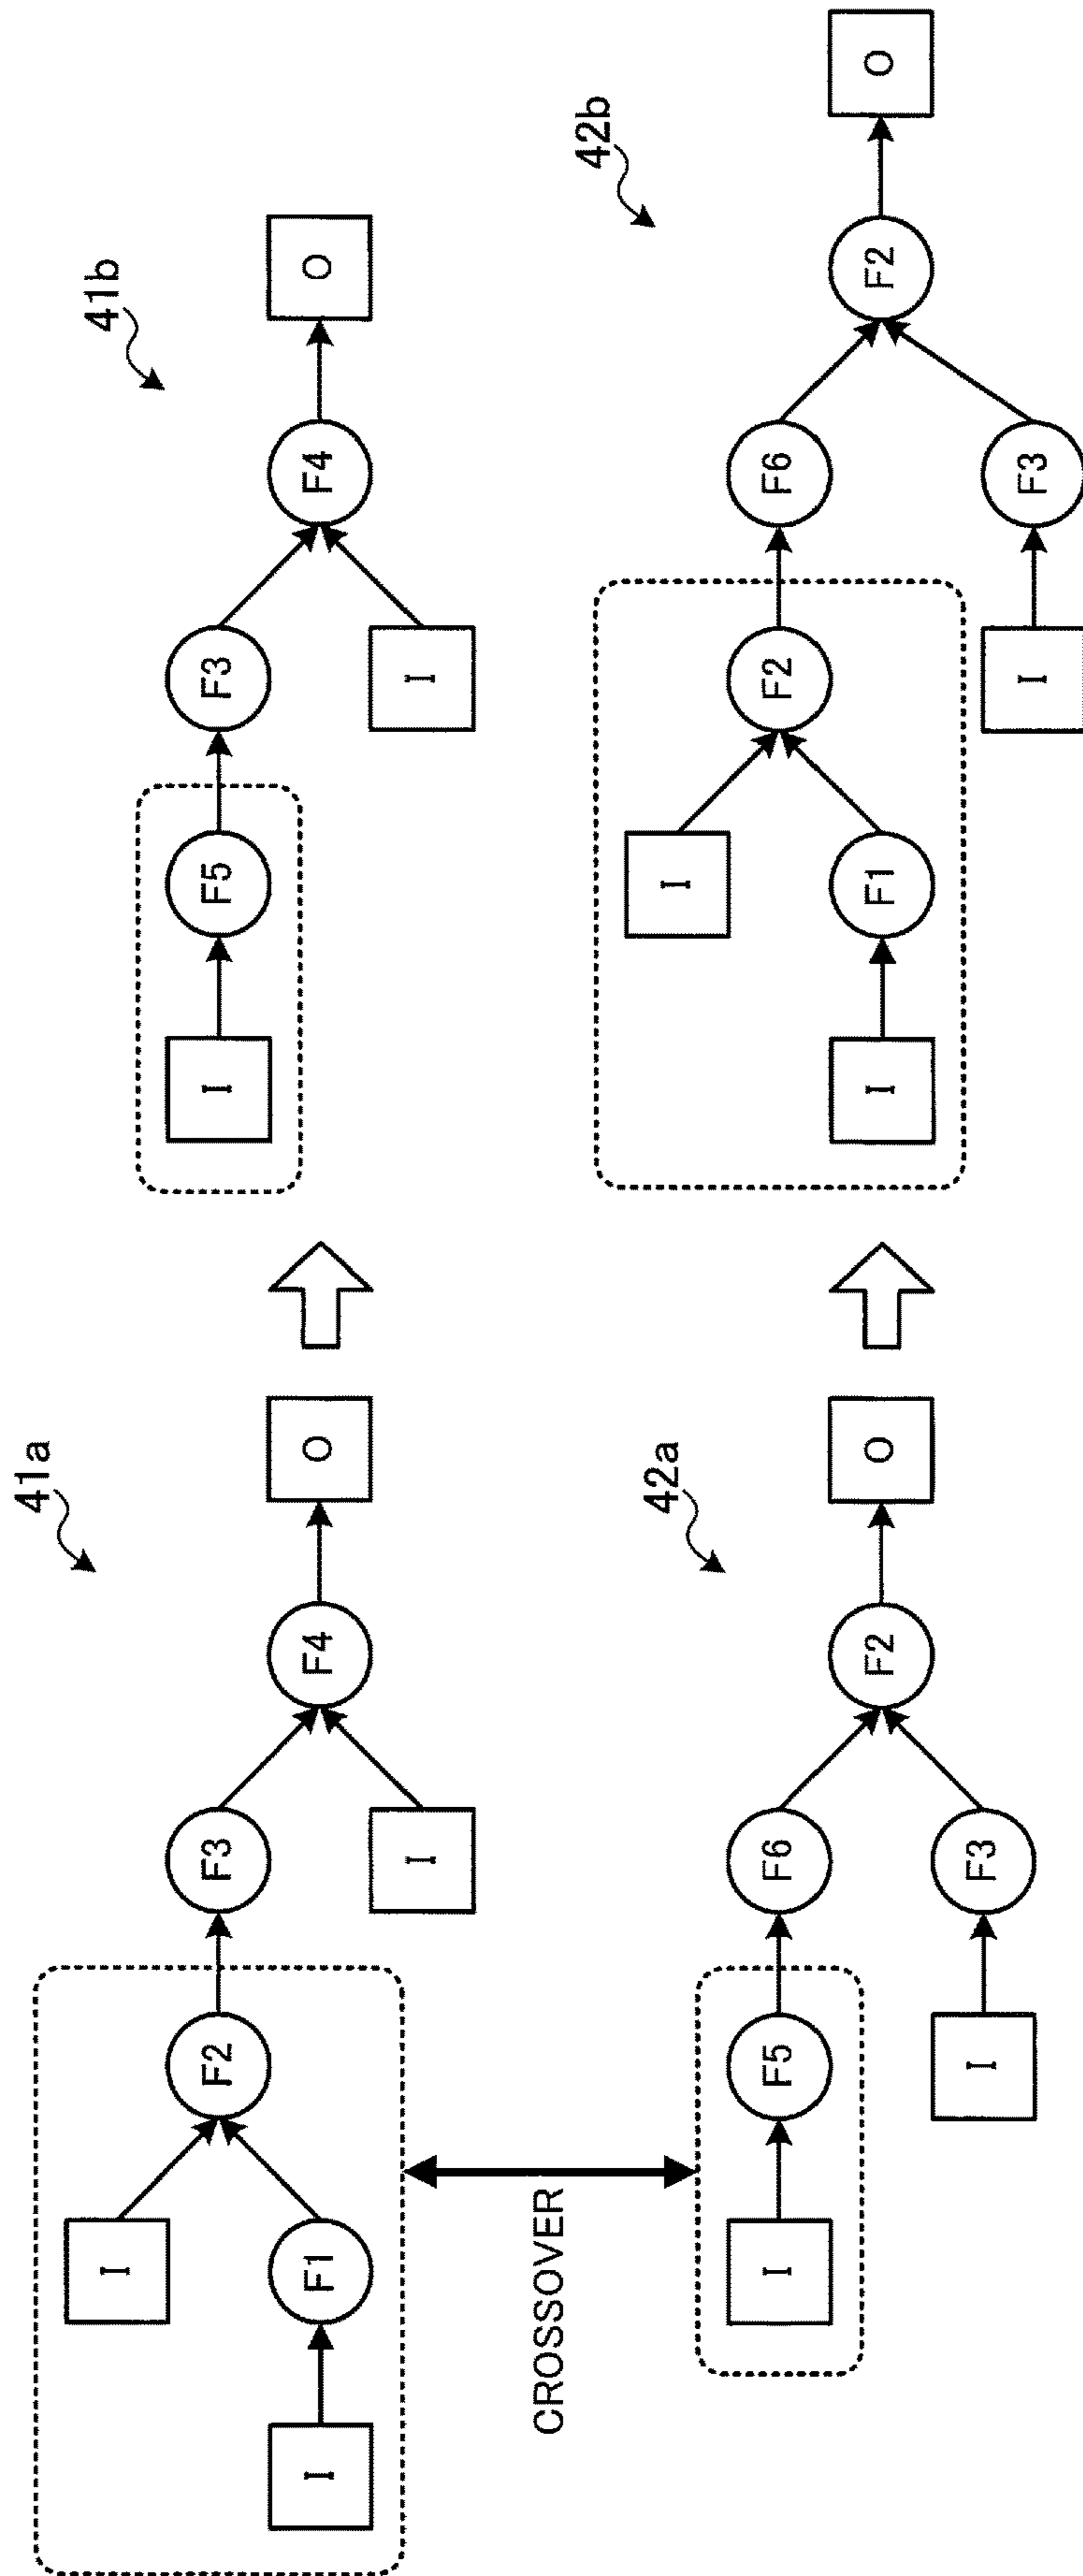 41a
41b
I
F2 F3 I F5 F3
I F1 F4 O F4 O
I I
CROSSOVER
42b
42a
I
I F5 F6 F2 F6
F2 O I F1 F2 O
I F3
I F3